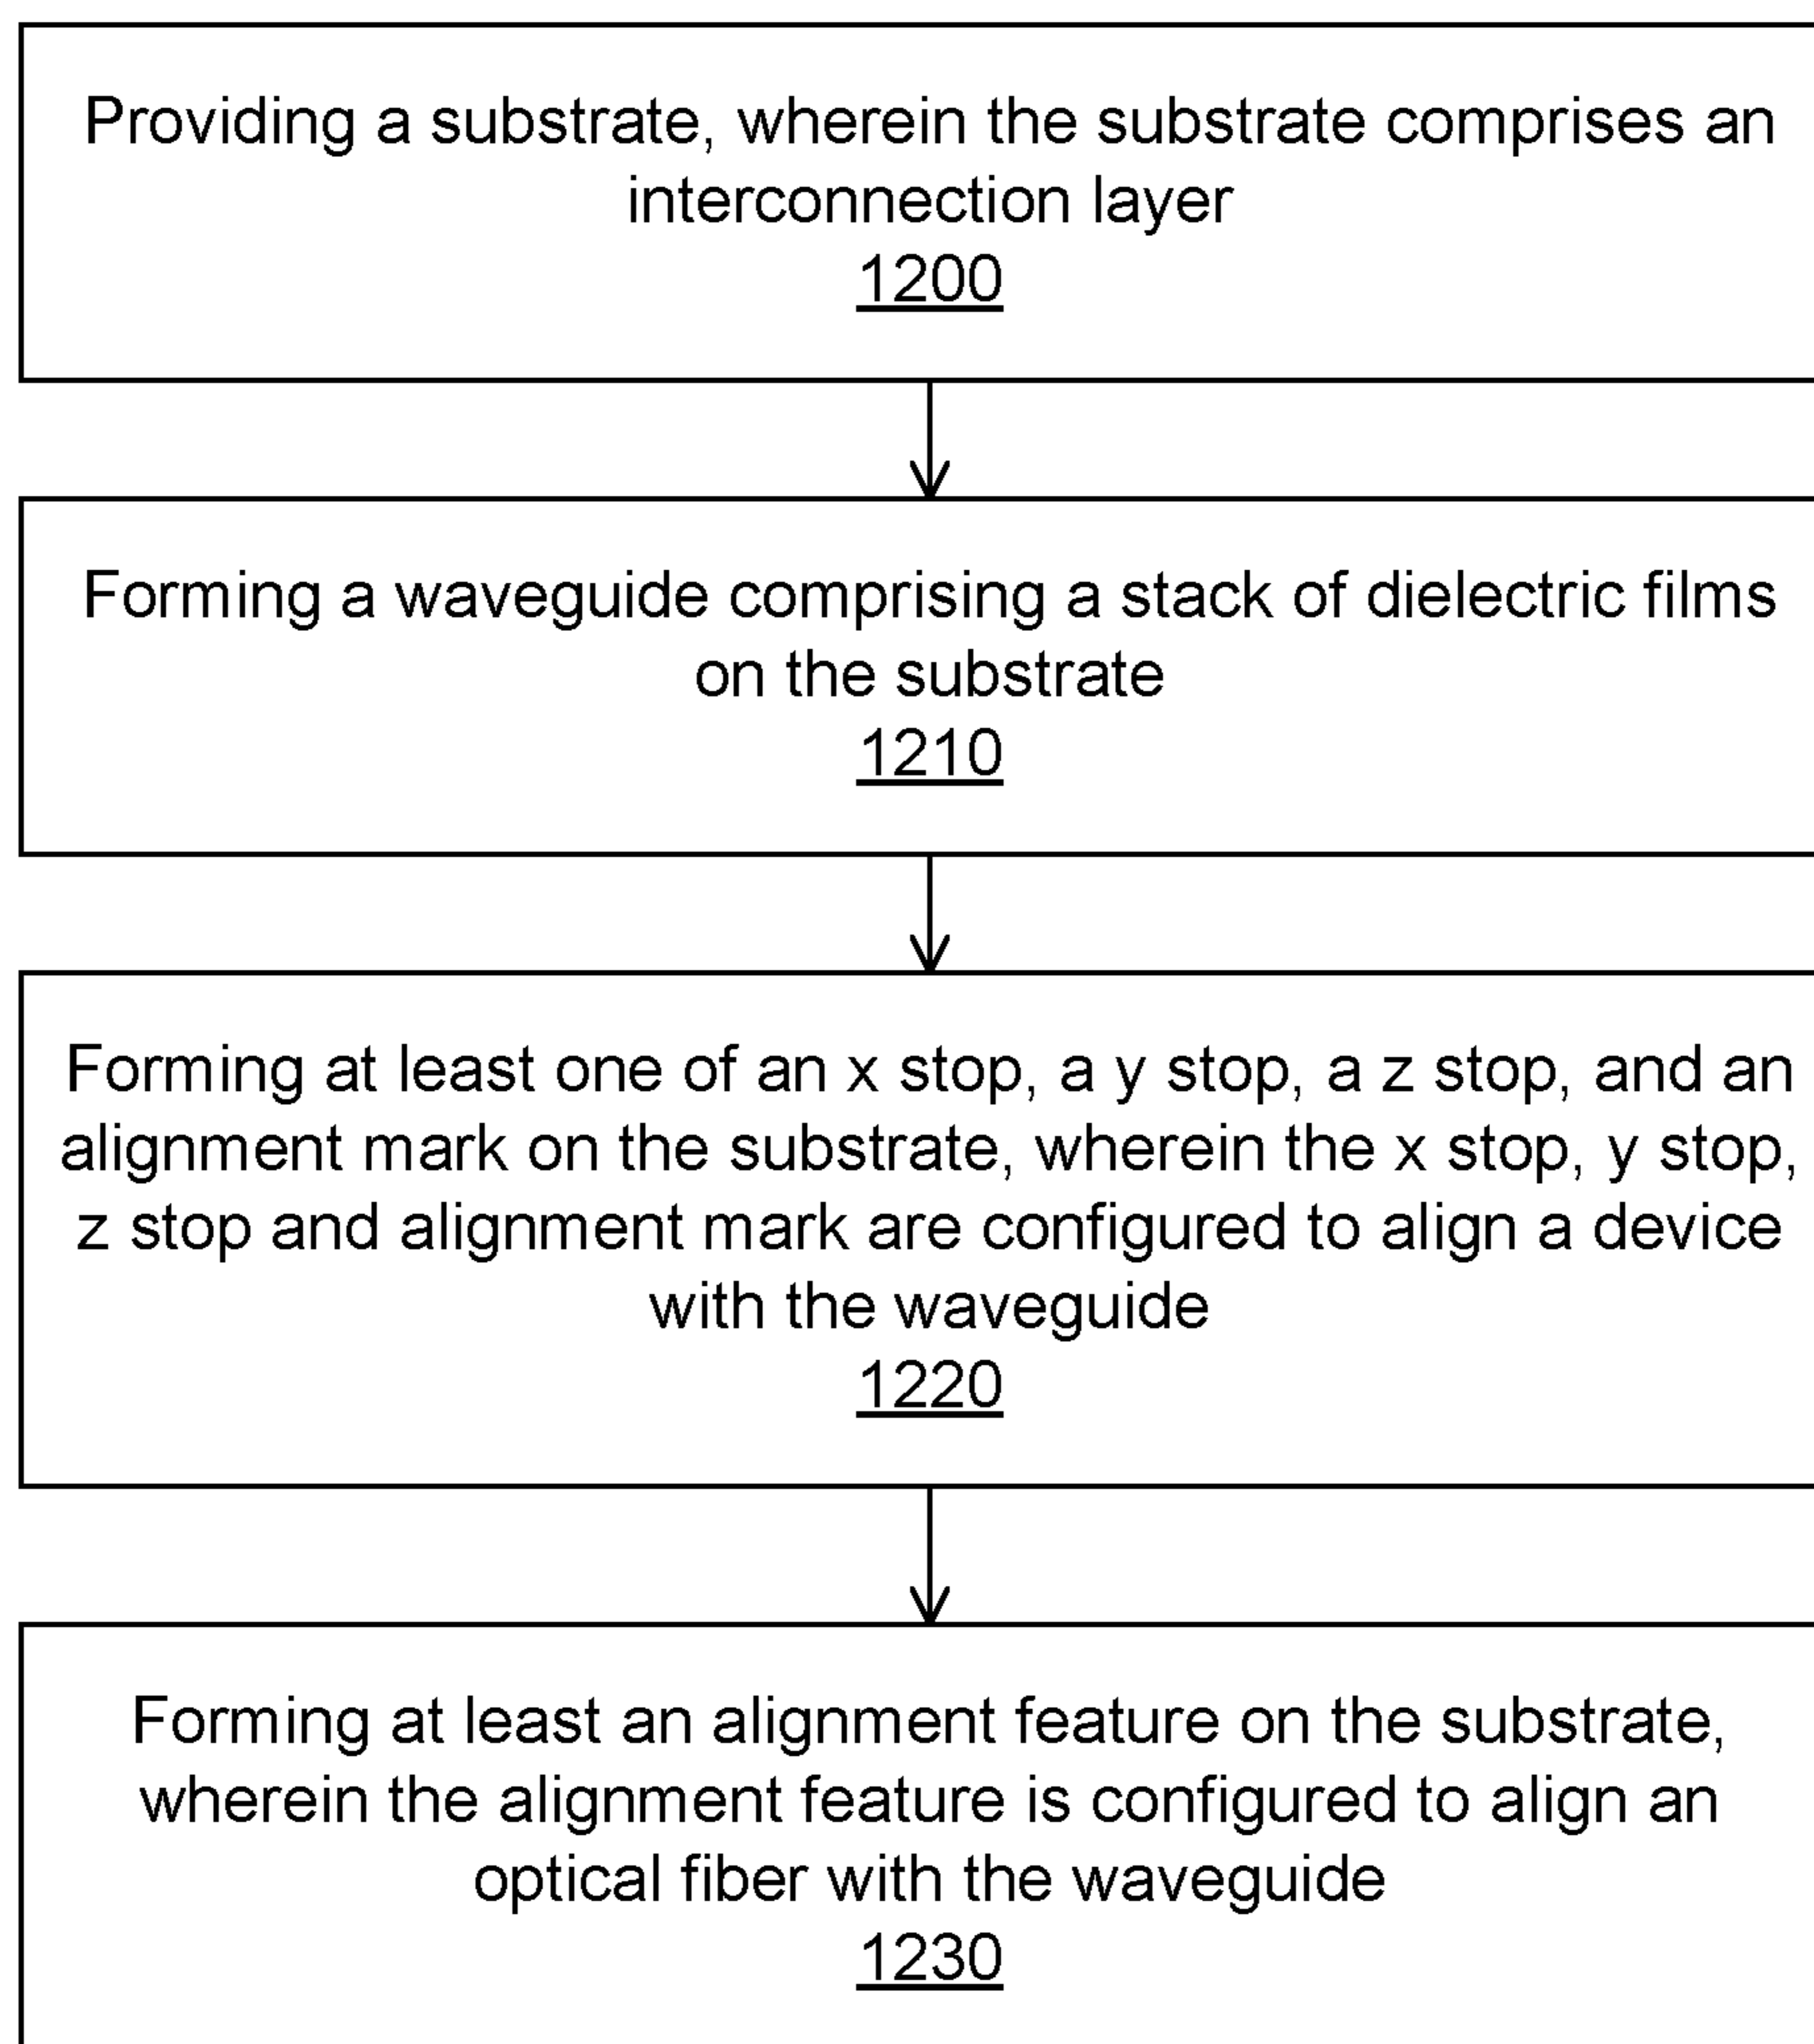 Providing a substrate, wherein the substrate comprises an
interconnection layer
1200
Forming a waveguide comprising a stack of dielectric films
on the substrate
1210
Forming at least one of an x stop, a y stop, a z stop, and an
alignment mark on the substrate, wherein the x stop, y stop,
z stop and alignment mark are configured to align a device
with the waveguide
1220
Forming at least an alignment feature on the substrate,
wherein the alignment feature is configured to align an
optical fiber with the waveguide
1230